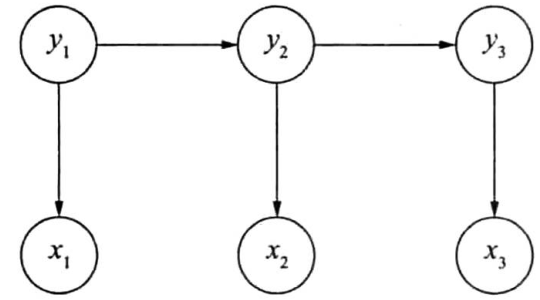 y₁ y₂ y₃
x₁ x₂ x₃